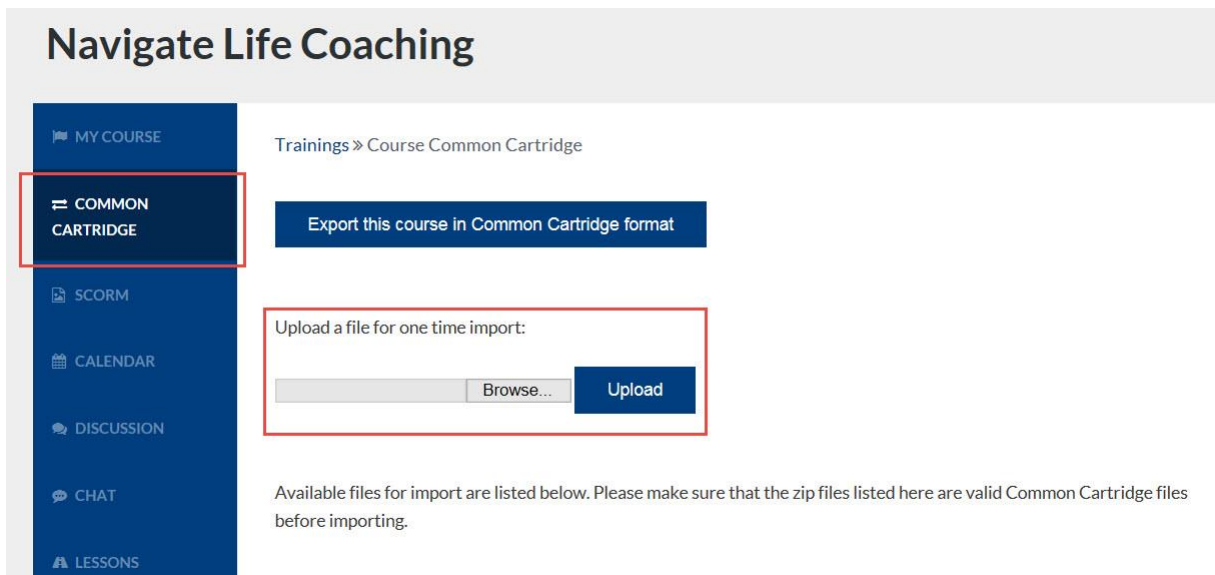 Navigate Life Coaching
MY COURSE
COMMON
CARTRIDGE
SCORM
CALENDAR
DISCUSSION
CHAT
LESSONS
Trainings » Course Common Cartridge
Export this course in Common Cartridge format
Upload a file for one time import:
Browse... Upload
Available files for import are listed below. Please make sure that the zip files listed here are valid Common Cartridge files
before importing.